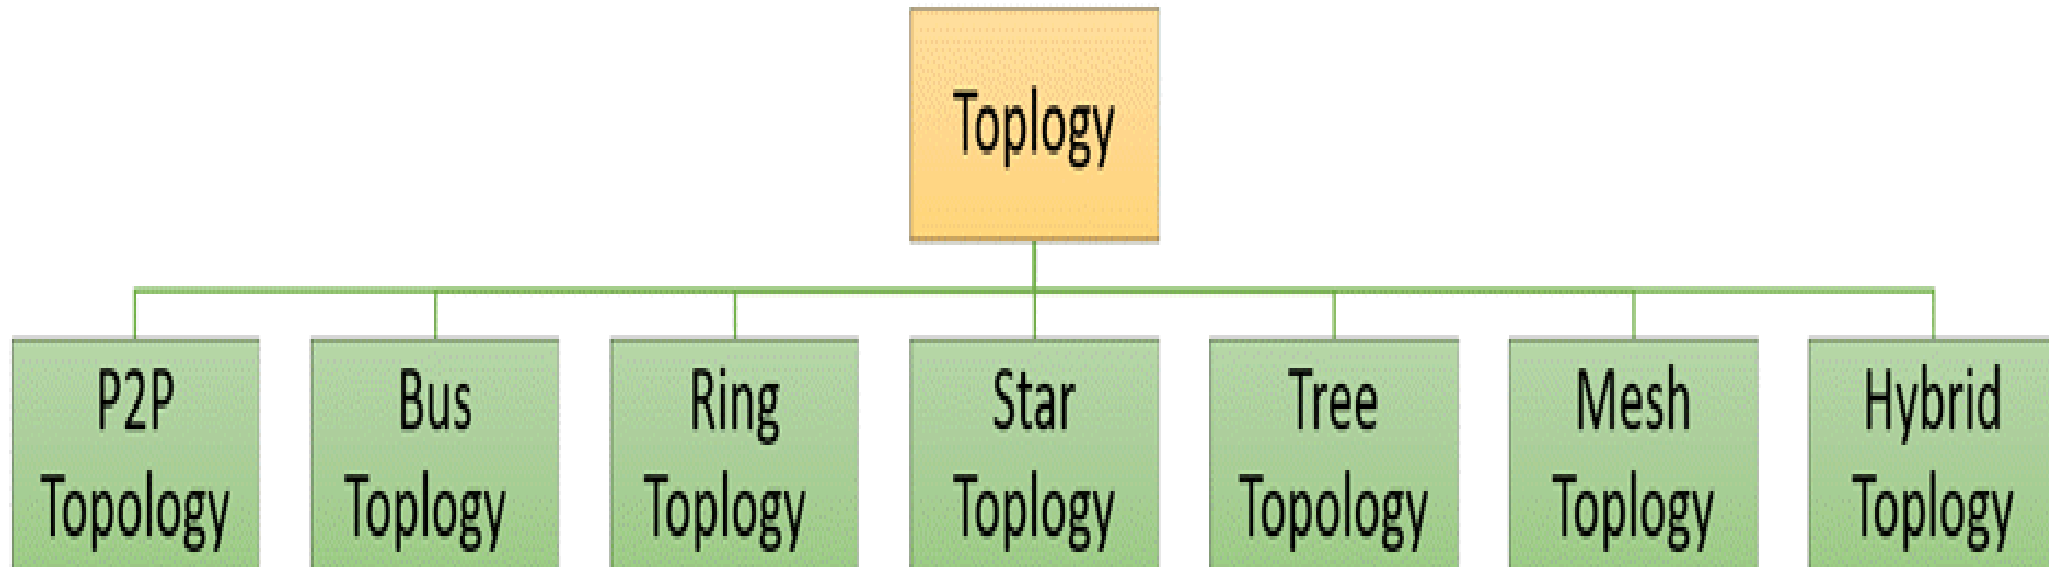 Toplogy
P2P
Topology
Bus
Toplogy
Ring
Toplogy
Star
Toplogy
Tree
Topology
Mesh
Toplogy
Hybrid
Toplogy